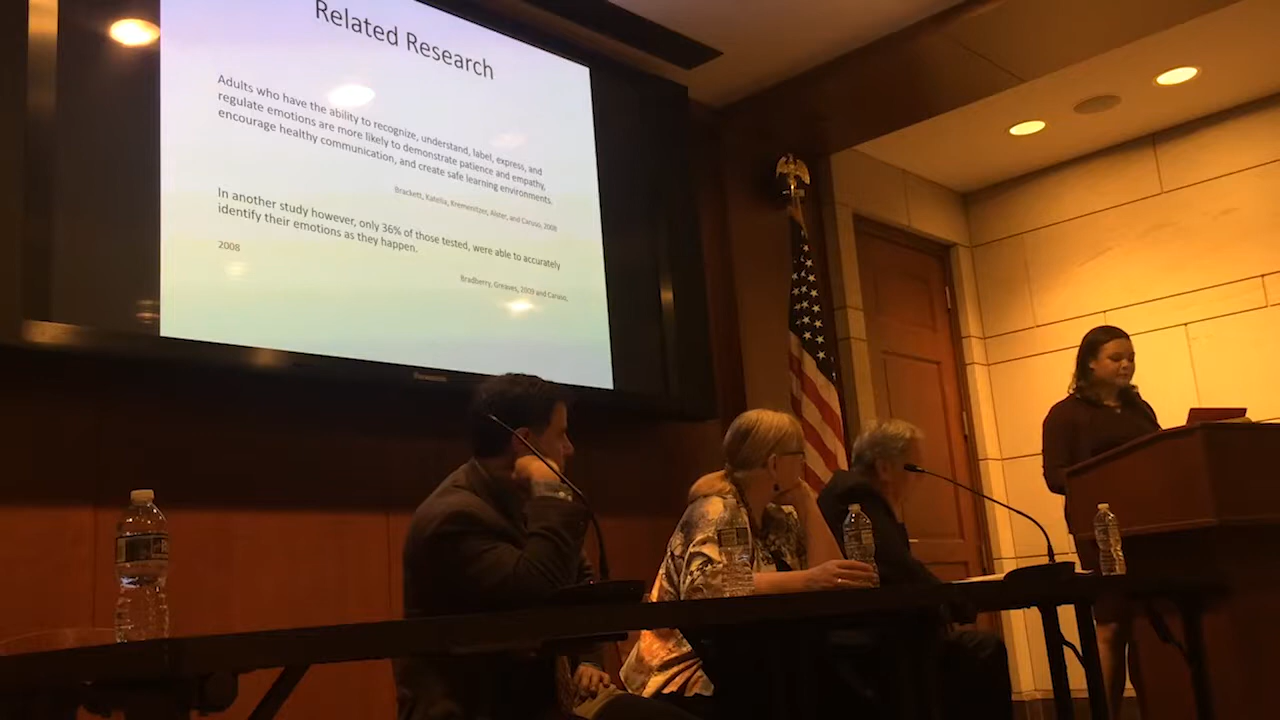 Related Research
Adults who have the ability to recognize, understand, label, express, and
regulate emotions are more likely to demonstrate patience and empathy,
encourage healthy communication, and create safe learning environments.
Brackett, Katella, Kremenitzer, Alster, and Caruso, 2008
In another study however, only 36% of those tested, were able to accurately
identify their emotions as they happen.
2008
Bradberry, Greaves, 2009 and Caruso,